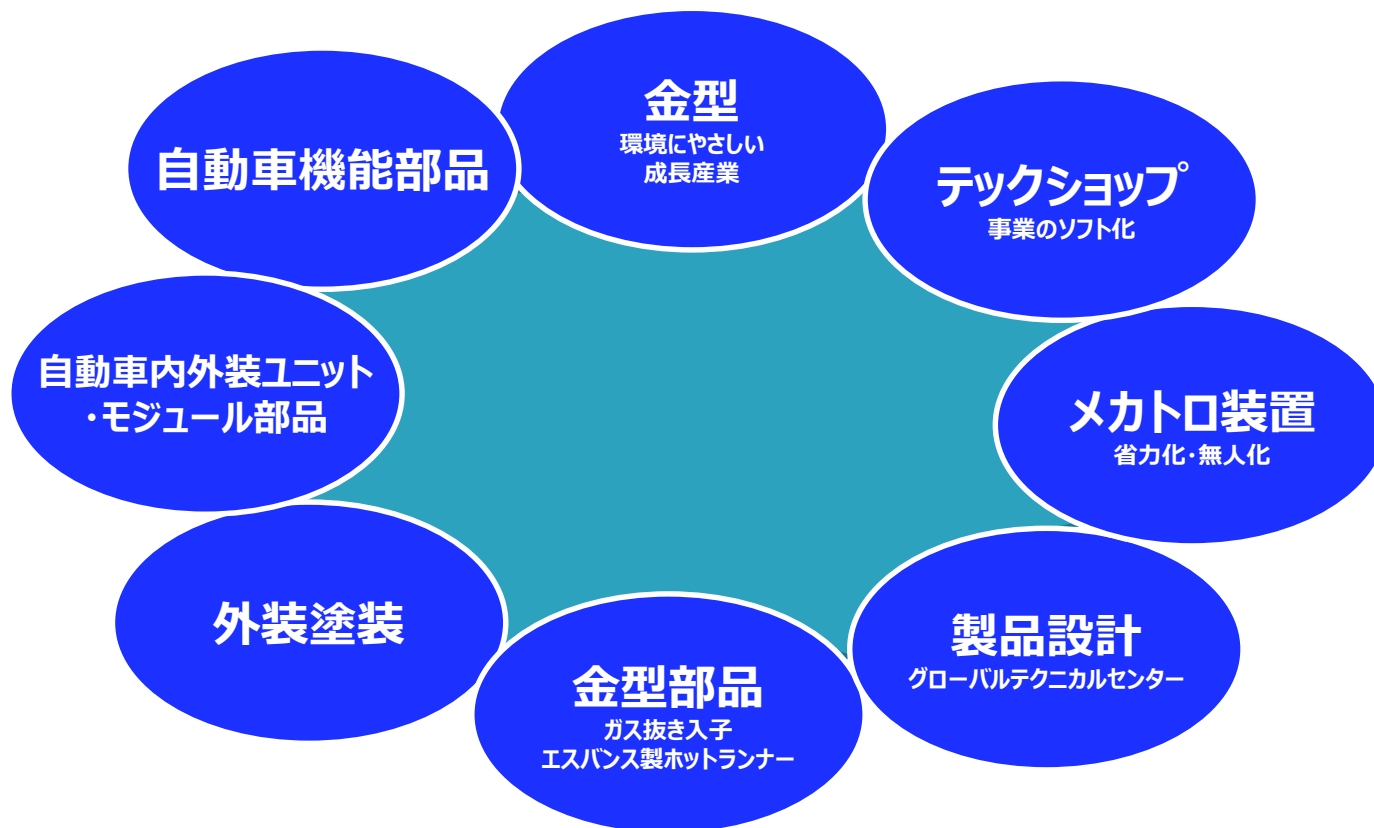 金型
環境にやさしい
成長産業
自動車機能部品
テックショップ
事業のソフト化
自動車内外装ユニット
・モジュール部品
メカトロ装置
省力化・無人化
外装塗装
製品設計
グローバルテクニカルセンター
金型部品
ガス抜き入子
エスバンス製ホットランナー